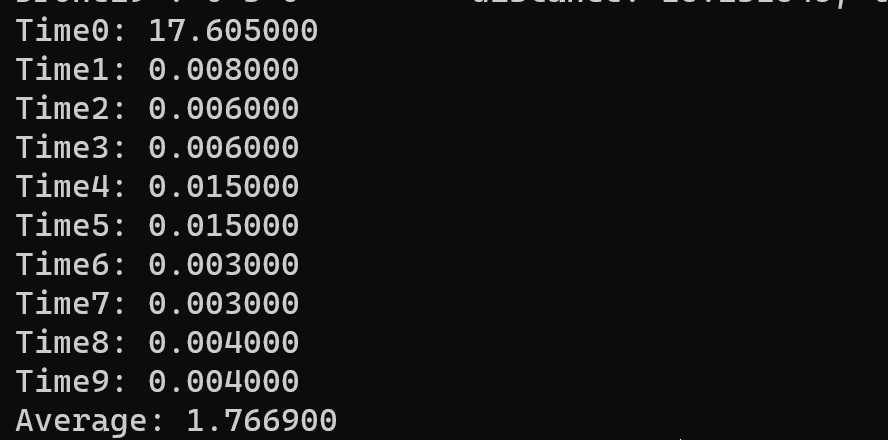 Time0: 17.605000
Time1: 0.008000
Time2: 0.006000
Time3: 0.006000
Time4: 0.015000
Time5: 0.015000
Time6: 0.003000
Time7: 0.003000
Time8: 0.004000
Time9: 0.004000
Average: 1.766900